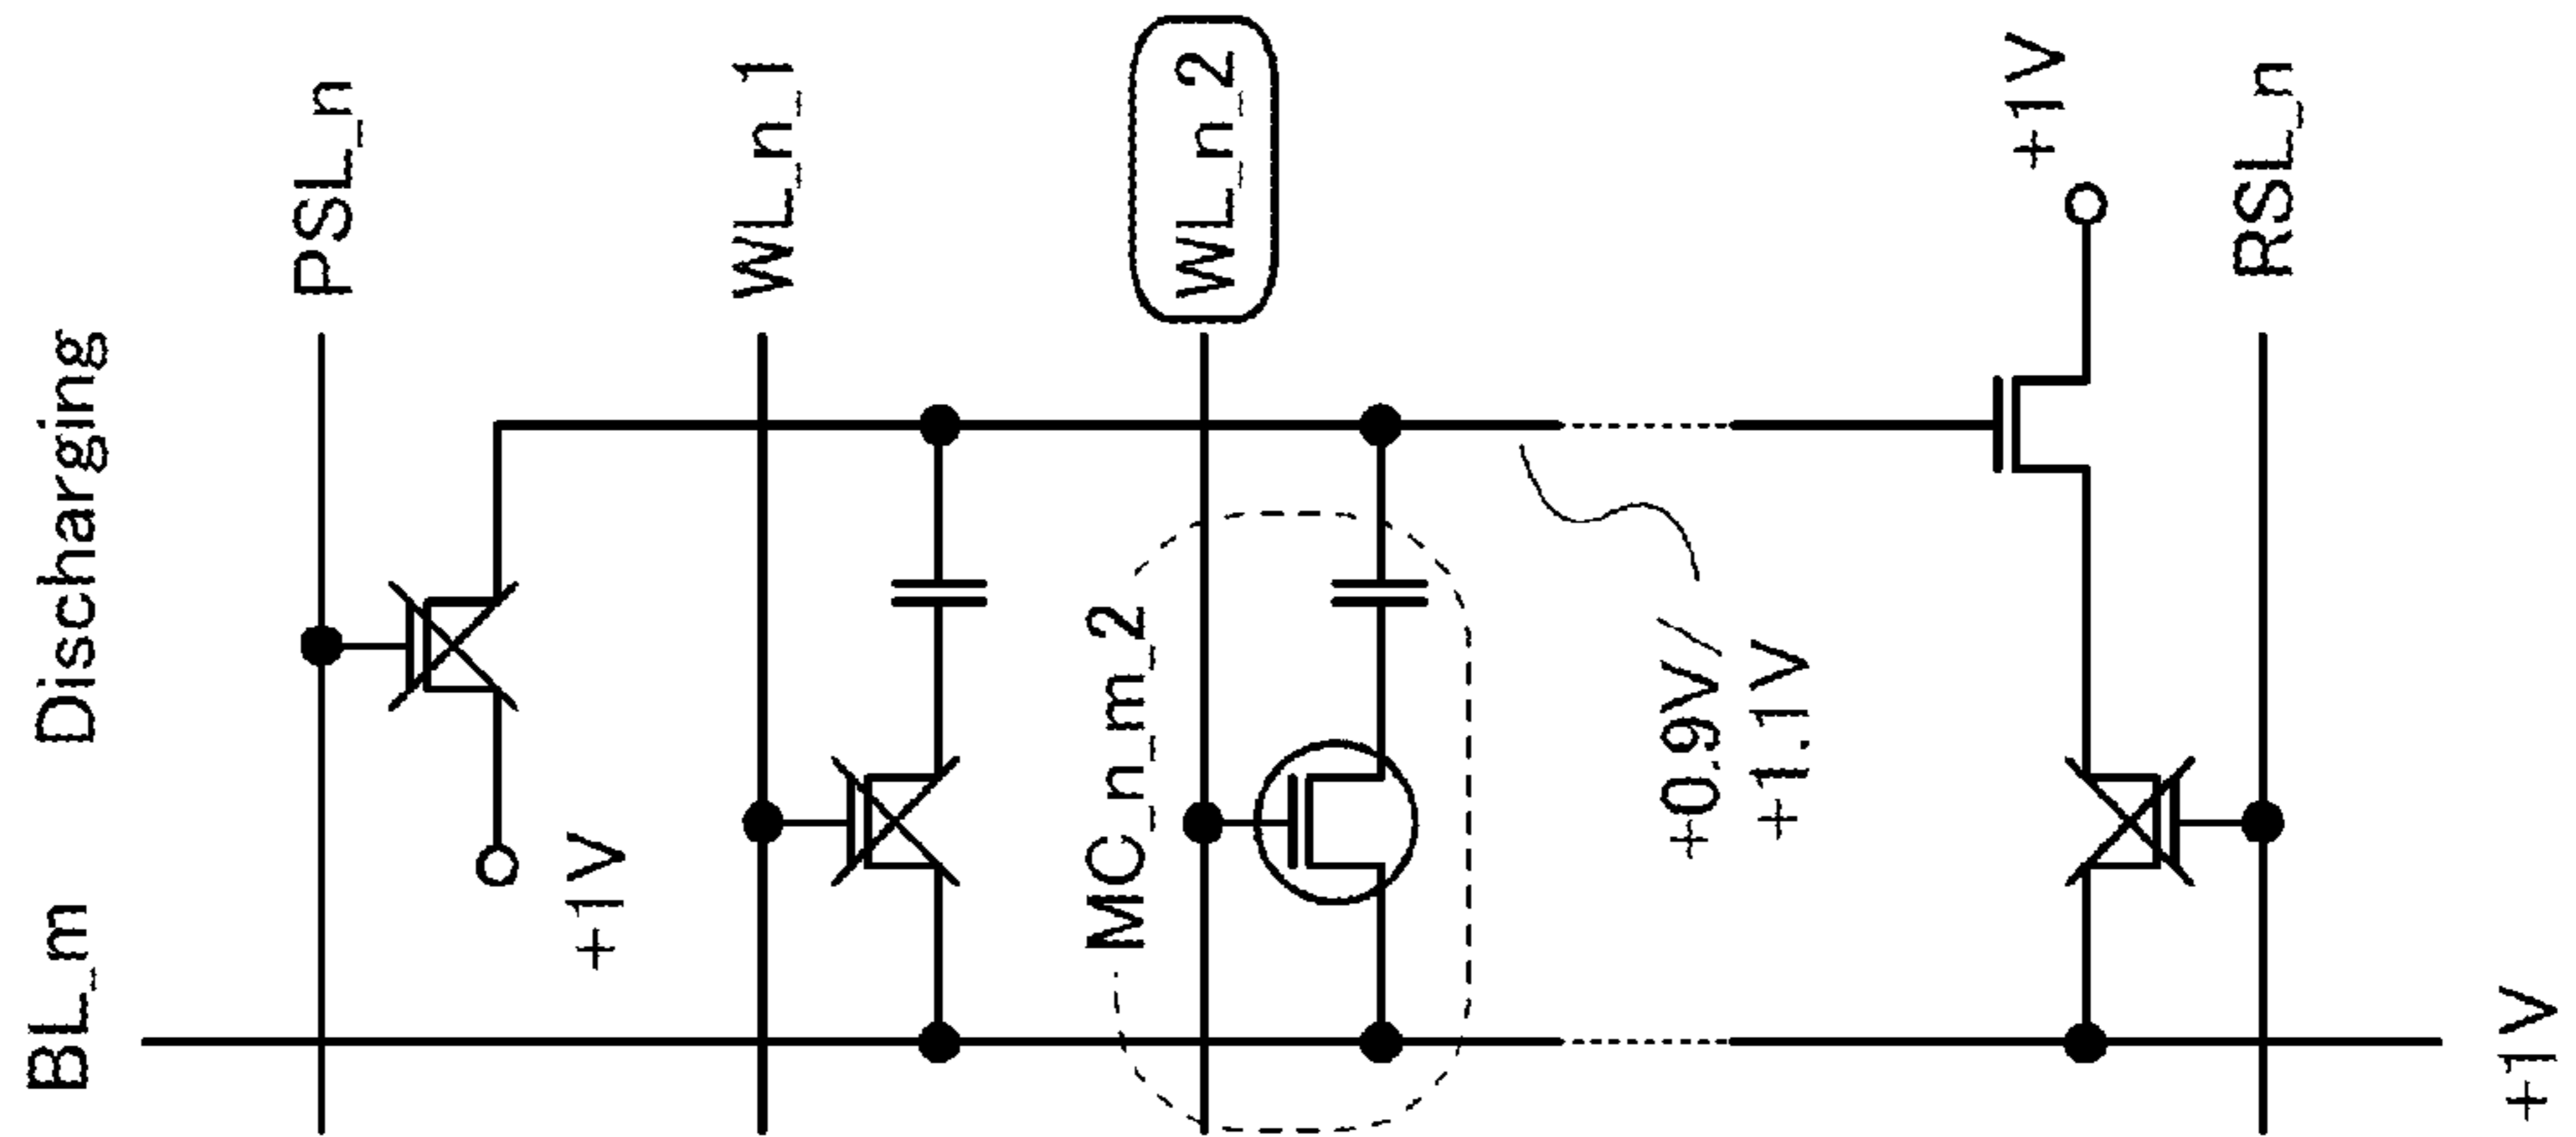 Discharging
BL_m
PSL_n
+1V
WL_n_1
MC_n_m_2
WL_n_2
+0.9V/
+1.1V
+1V
RSL_n
+1V